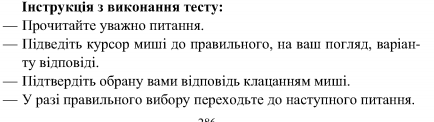 Інструкція з виконання тесту:
— Прочитайте уважно питання.
— Підведіть курсор миші до правильного, на ваш погляд, варіан-
ту відповіді.
— Підтвердіть обрану вами відповідь клацанням миші.
— У разі правильного вибору переходьте до наступного питання.